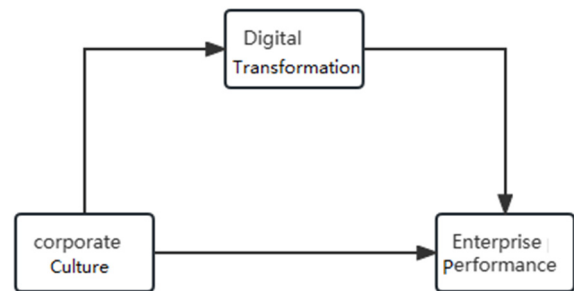 Digital
Transformation
corporate
Culture
Enterprise
Performance